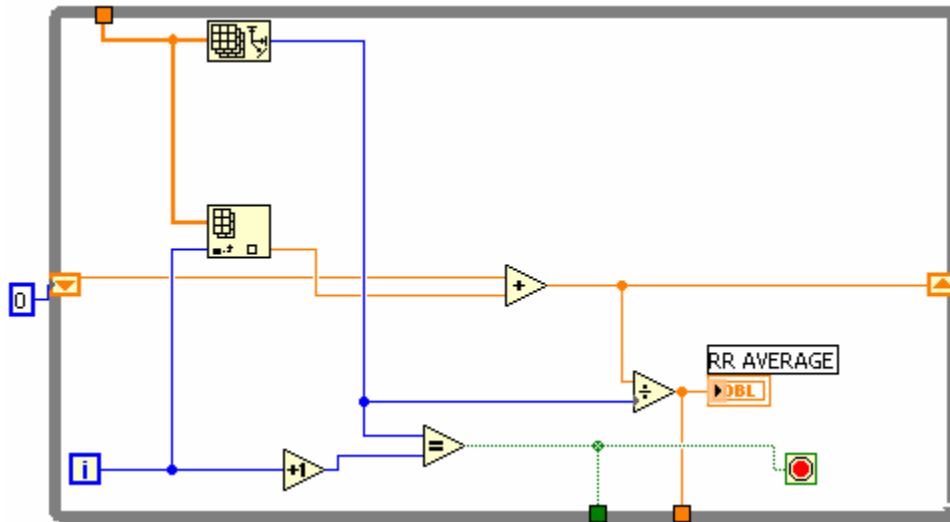 0
+
RR AVERAGE
÷
DBL
=
i
+1